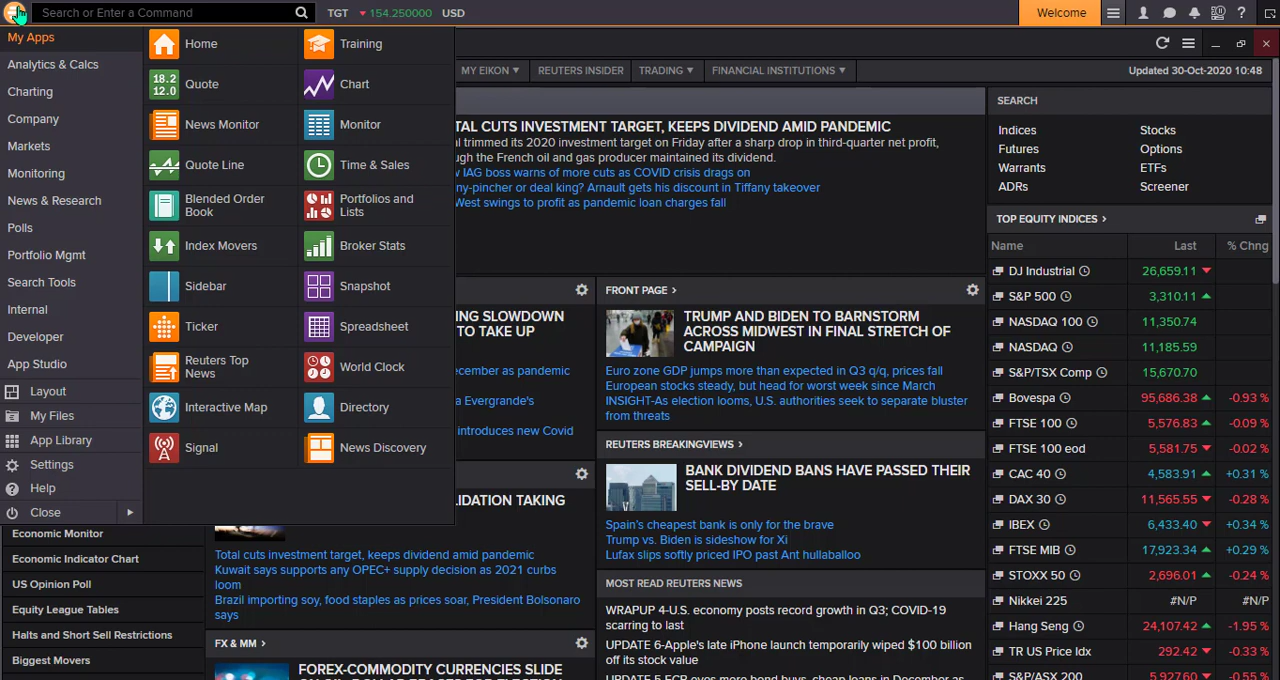 Search or Enter a Command
TGT
154.250000
USD
Welcome
?
My Apps
Analytics & Calcs
Charting
Company
Markets
Monitoring
News & Research
Polls
Portfolio Mgmt
Search Tools
Internal
Developer
App Studio
Layout
My Files
App Library
Settings
Help
Close
Home
Training
18.2
12.0
Quote
Chart
News Monitor
Monitor
Quote Line
Time & Sales
Blended Order
Book
Portfolios and
Lists
Index Movers
Broker Stats
Sidebar
Snapshot
Ticker
Spreadsheet
Reuters Top
News
World Clock
Interactive Map
Directory
Signal
News Discovery
MY EIKON
REUTERS INSIDER
TRADING
FINANCIAL INSTITUTIONS
Updated 30-Oct-2020 10:48
TAL CUTS INVESTMENT TARGET, KEEPS DIVIDEND AMID PANDEMIC
al trimmed its 2020 investment target on Friday after a sharp drop in third-quarter net profit,
ugh the French oil and gas producer maintained its dividend.
w IAG boss warns of more cuts as COVID crisis drags on
ny-pincher or deal king? Arnault gets his discount in Tiffany takeover
West swings to profit as pandemic loan charges fall
ING SLOWDOWN
TO TAKE UP
ecember as pandemic
Evergrande's
introduces new Covid
LIDATION TAKING
Total cuts investment target, keeps dividend amid pandemic
Kuwait says supports any OPEC+ supply decision as 2021 curbs
loom
Brazil importing soy, food staples as prices soar, President Bolsonaro
says
FX & MM >
FOREX-COMMODITY CURRENCIES SLIDE
FRONT PAGE >
TRUMP AND BIDEN TO BARNSTORM
ACROSS MIDWEST IN FINAL STRETCH OF
CAMPAIGN
Euro zone GDP jumps more than expected in Q3 q/q, prices fall
European stocks steady, but head for worst week since March
INSIGHT-As election looms, U.S. authorities seek to separate bluster
from threats
REUTERS BREAKINGVIEWS >
BANK DIVIDEND BANS HAVE PASSED THEIR
SELL-BY DATE
Spain's cheapest bank is only for the brave
Trump vs. Biden is sideshow for Xi
Lufax slips softly priced IPO past Ant hullaballoo
MOST READ REUTERS NEWS
WRAPUP 4-U.S. economy posts record growth in Q3; COVID-19
scarring to last
UPDATE 6-Apple's late iPhone launch temporarily wiped $100 billion
off its stock value
UPDATE 5-ECB eyes more bond buys, cheap loans in December as
Economic Monitor
Economic Indicator Chart
US Opinion Poll
Equity League Tables
Halts and Short Sell Restrictions
Biggest Movers
SEARCH
Indices
Stocks
Futures
Options
Warrants
ETFs
ADRs
Screener
TOP EQUITY INDICES >
Name Last % Chng
DJ Industrial 26,659.11
S&P 500 3,310.11
NASDAQ 100 11,350.74
NASDAQ 11,185.59
S&P/TSX Comp 15,670.70
Bovespa 95,686.38 -0.93 %
FTSE 100 5,576.83 -0.09 %
FTSE 100 eod 5,581.75 -0.02 %
CAC 40 4,583.91 +0.31 %
DAX 30 11,565.55 -0.28 %
IBEX 6,433.40 +0.34 %
FTSE MIB 17,923.34 +0.29 %
STOXX 50 2,696.01 -0.24 %
Nikkei 225 #N/P #N/P
Hang Seng 24,107.42 -1.95 %
TR US Price Idx 292.42 -0.33 %
S&P/ASX 200 5,927.60 -0.55 %